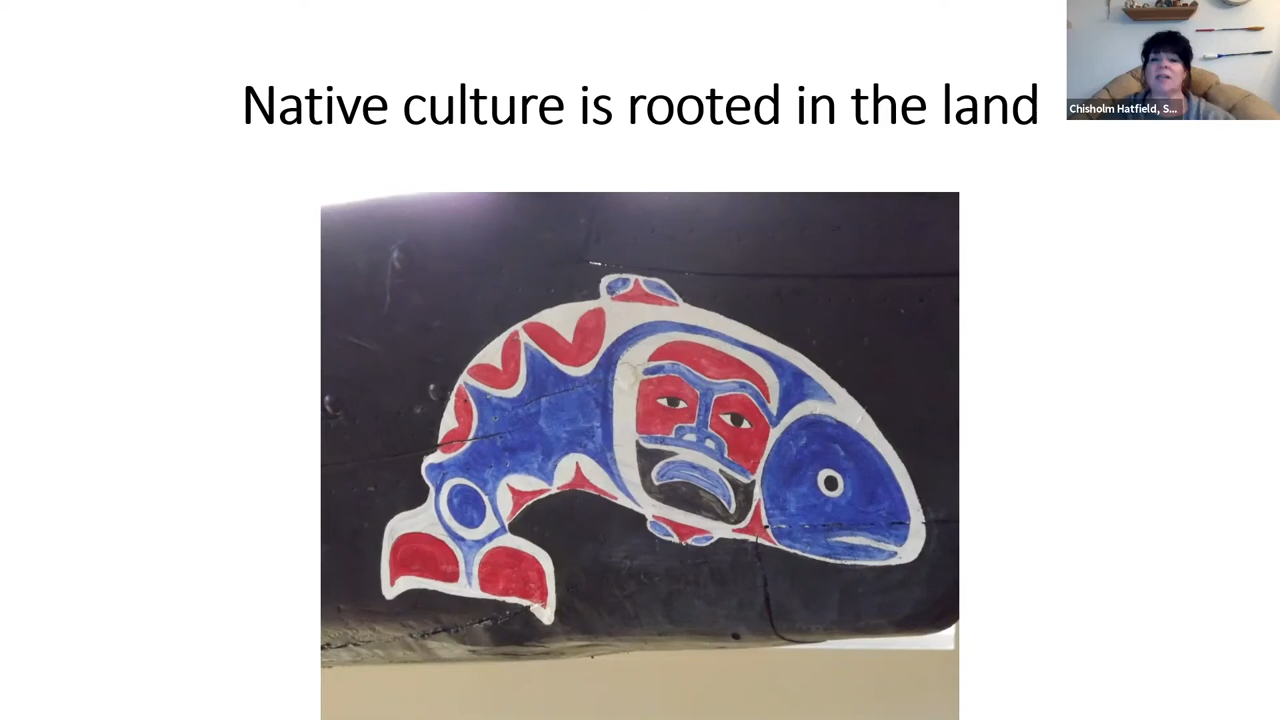 Native culture is rooted in the land
Chisholm Hatfield, S...